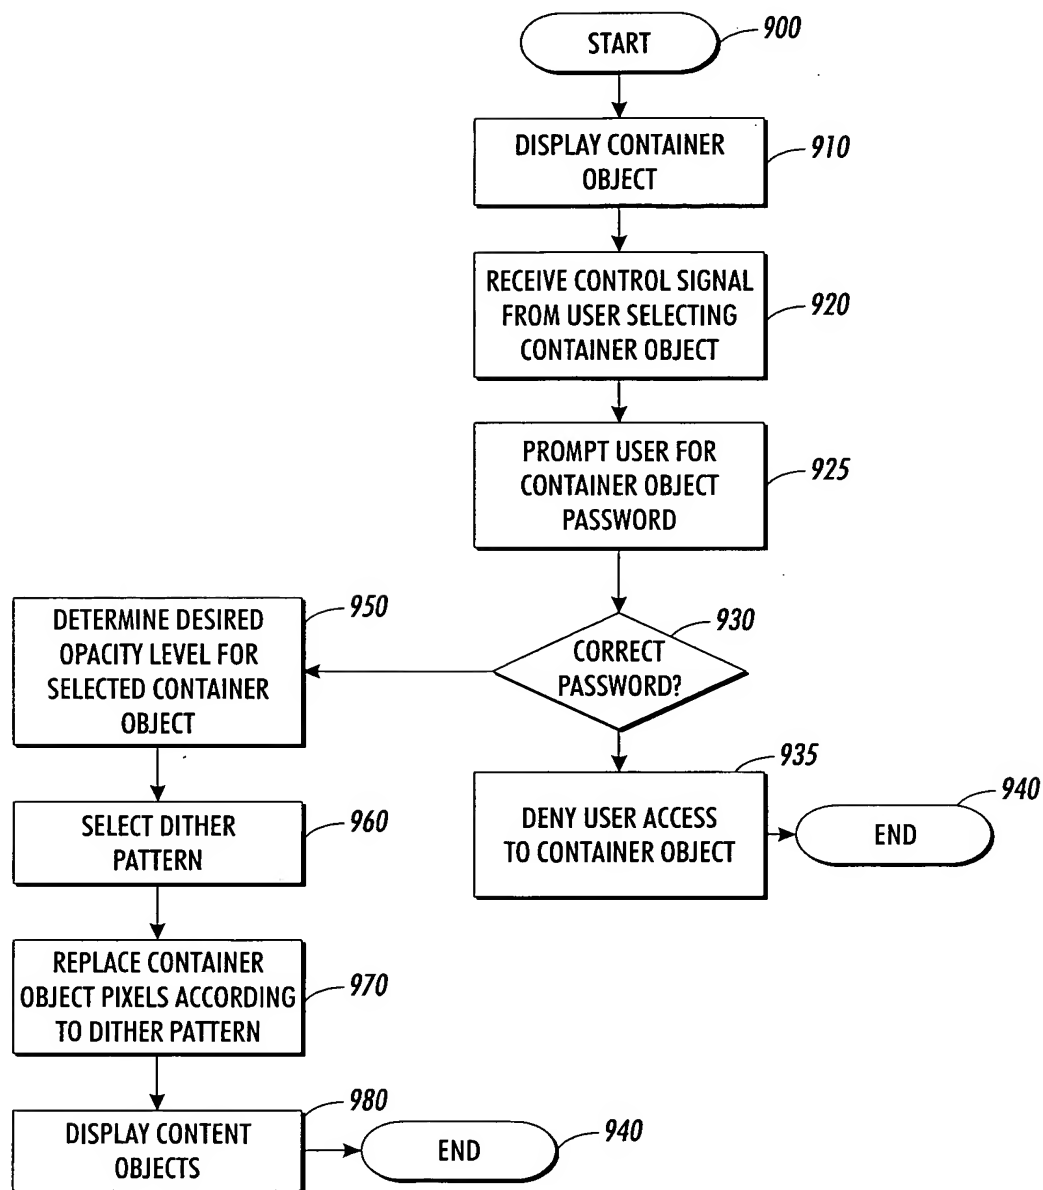 START
900
DISPLAY CONTAINER
OBJECT
910
RECEIVE CONTROL SIGNAL
FROM USER SELECTING
CONTAINER OBJECT
920
PROMPT USER FOR
CONTAINER OBJECT
PASSWORD
925
CORRECT
PASSWORD?
930
DENY USER ACCESS
TO CONTAINER OBJECT
935
END
940
DETERMINE DESIRED
OPACITY LEVEL FOR
SELECTED CONTAINER
OBJECT
950
SELECT DITHER
PATTERN
960
REPLACE CONTAINER
OBJECT PIXELS ACCORDING
TO DITHER PATTERN
970
DISPLAY CONTENT
OBJECTS
980
END
940